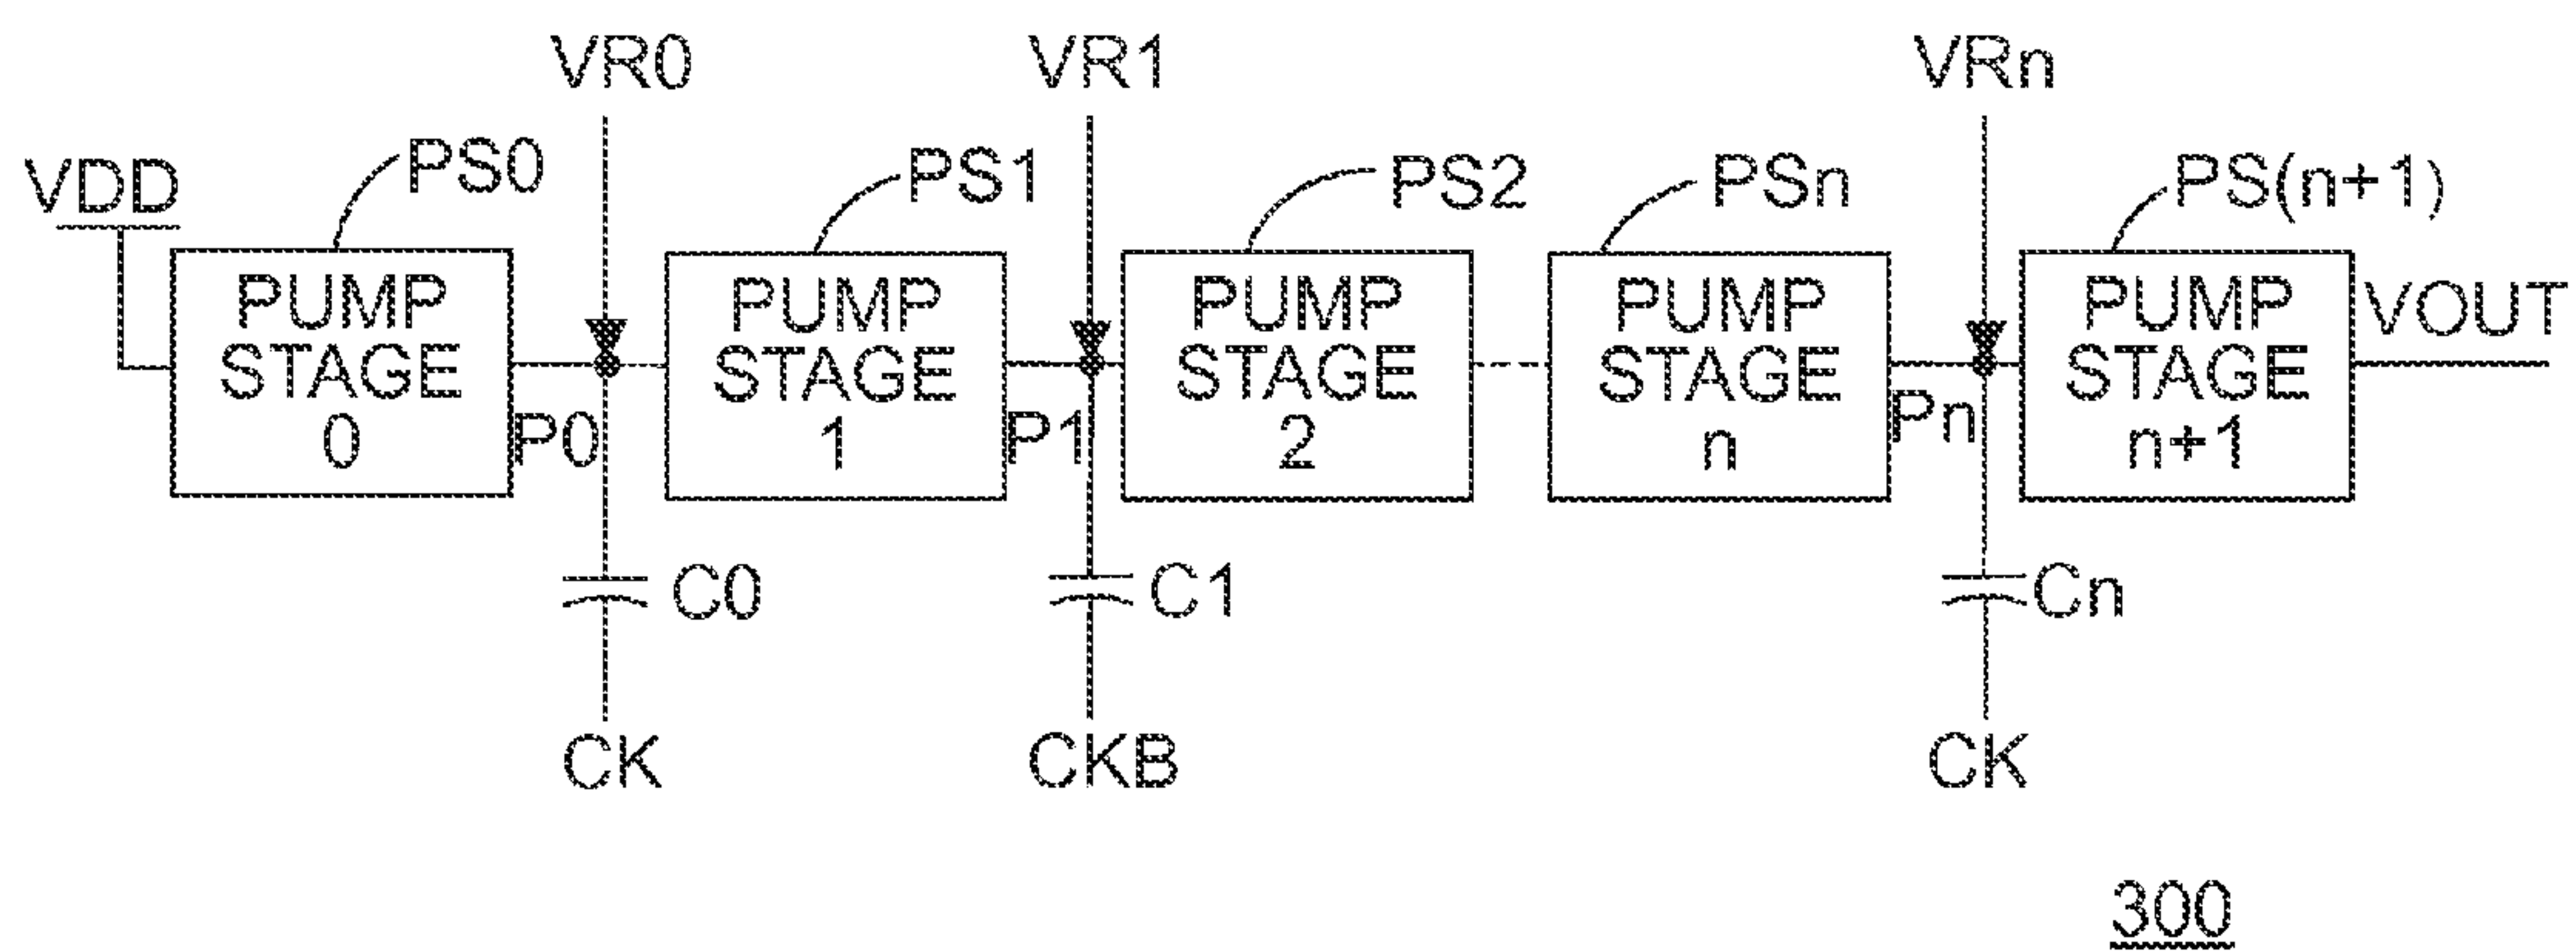 VR0
VR1
VRn
VDD
PS0
PS1
PS2
PSn
PS(n+1)
PUMP
STAGE
0
PUMP
STAGE
1
PUMP
STAGE
2
PUMP
STAGE
n
PUMP
STAGE
n+1
VOUT
P0
P1
Pn
C0
C1
Cn
CK
CKB
CK
300